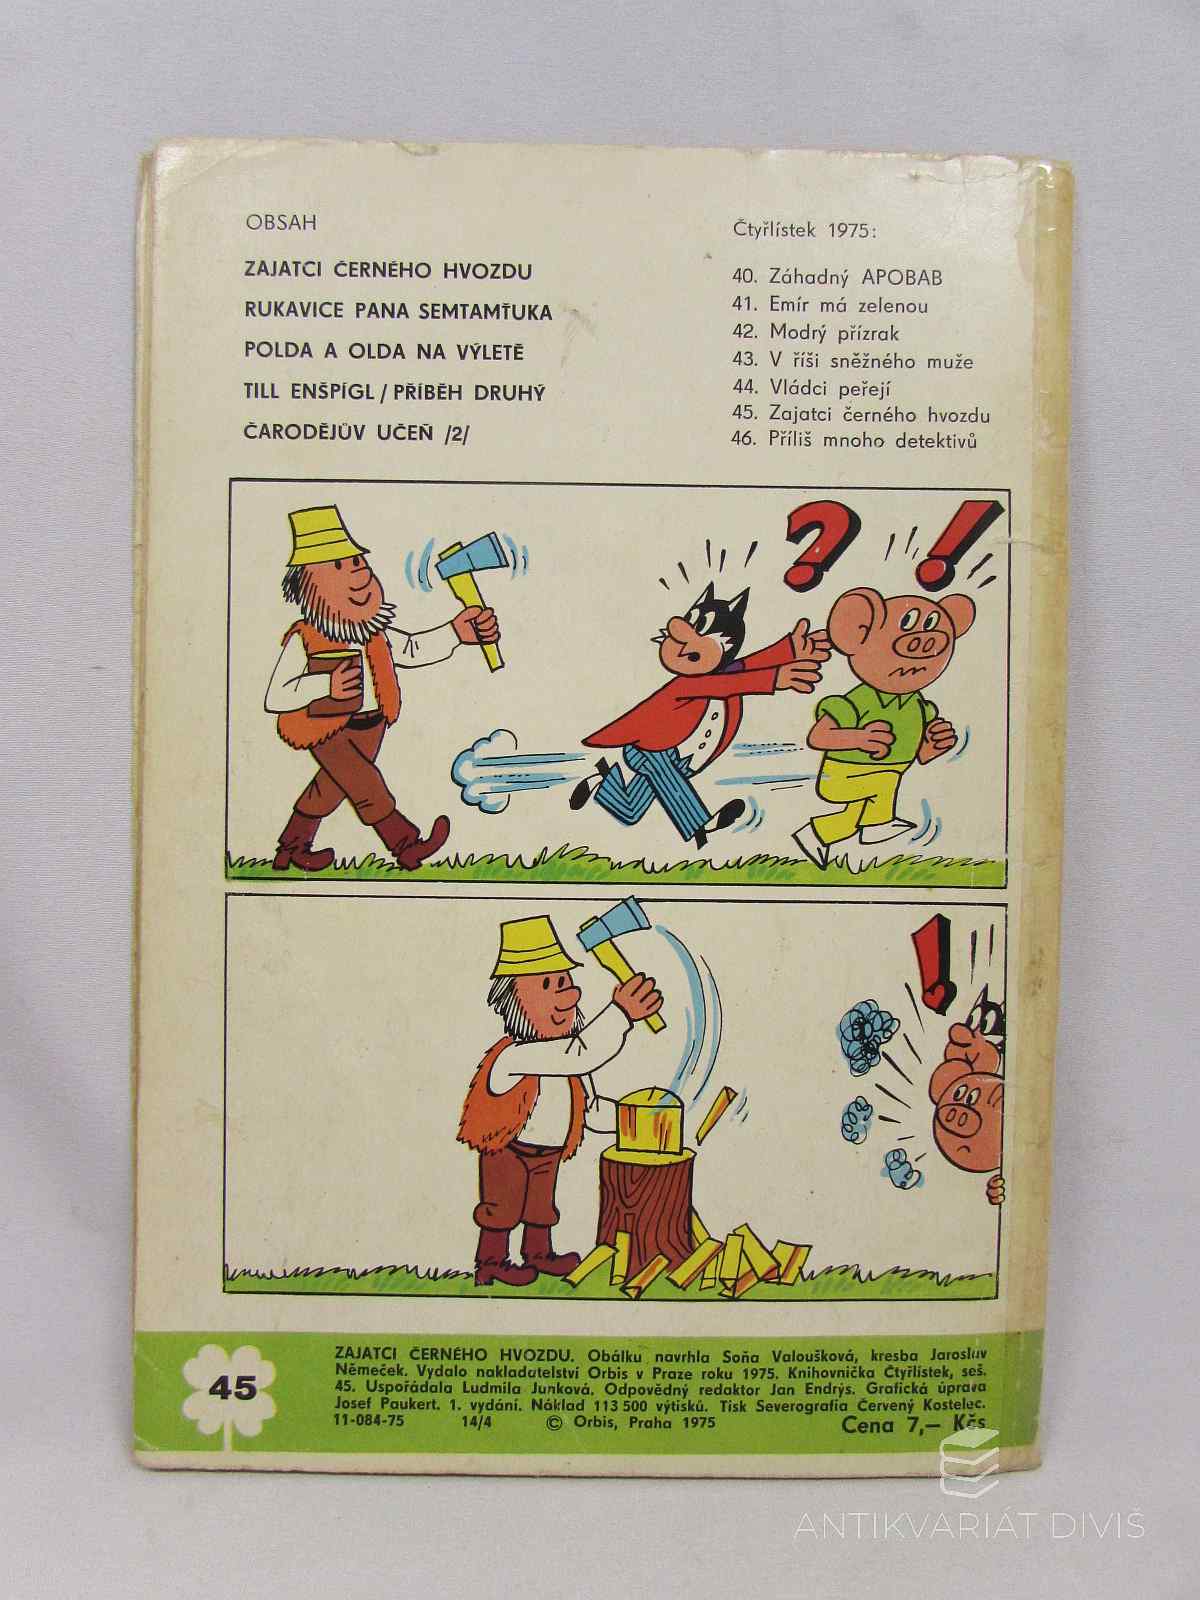 OBSAH
ZAJATCI ČERNÉHO HVOZDU
RUKAVICE PANA SEMTAMŤUKA
POLDA A OLDA NA VÝLETĚ
TILL ENŠPÍGL / PŘÍBĚH DRUHÝ
ČARODĚJŮV UČEŇ /2/
Čtyřlístek 1975:
40. Záhadný APOBAB
41. Emír má zelenou
42. Modrý přízrak
43. V říši sněžného muže
44. Vládci peřejí
45. Zajatci černého hvozdu
46. Příliš mnoho detektivů
? !
!
45
ZAJATCI ČERNÉHO HVOZDU. Obálku navrhla Soňa Valoušková, kresba Jaroslav
Němeček. Vydalo nakladatelství Orbis v Praze roku 1975. Knihovnička Čtyřlístek, seš.
45. Uspořádala Ludmila Junková. Odpovědný redaktor Jan Endrýs. Grafická úprava
Josef Paukert. 1. vydání. Náklad 113 500 výtisků. Tisk Severografia Červený Kostelec.
11-084-75 14/4 © Orbis, Praha 1975 Cena 7,— Kčs
ANTIKVARIÁT DIVIŠ